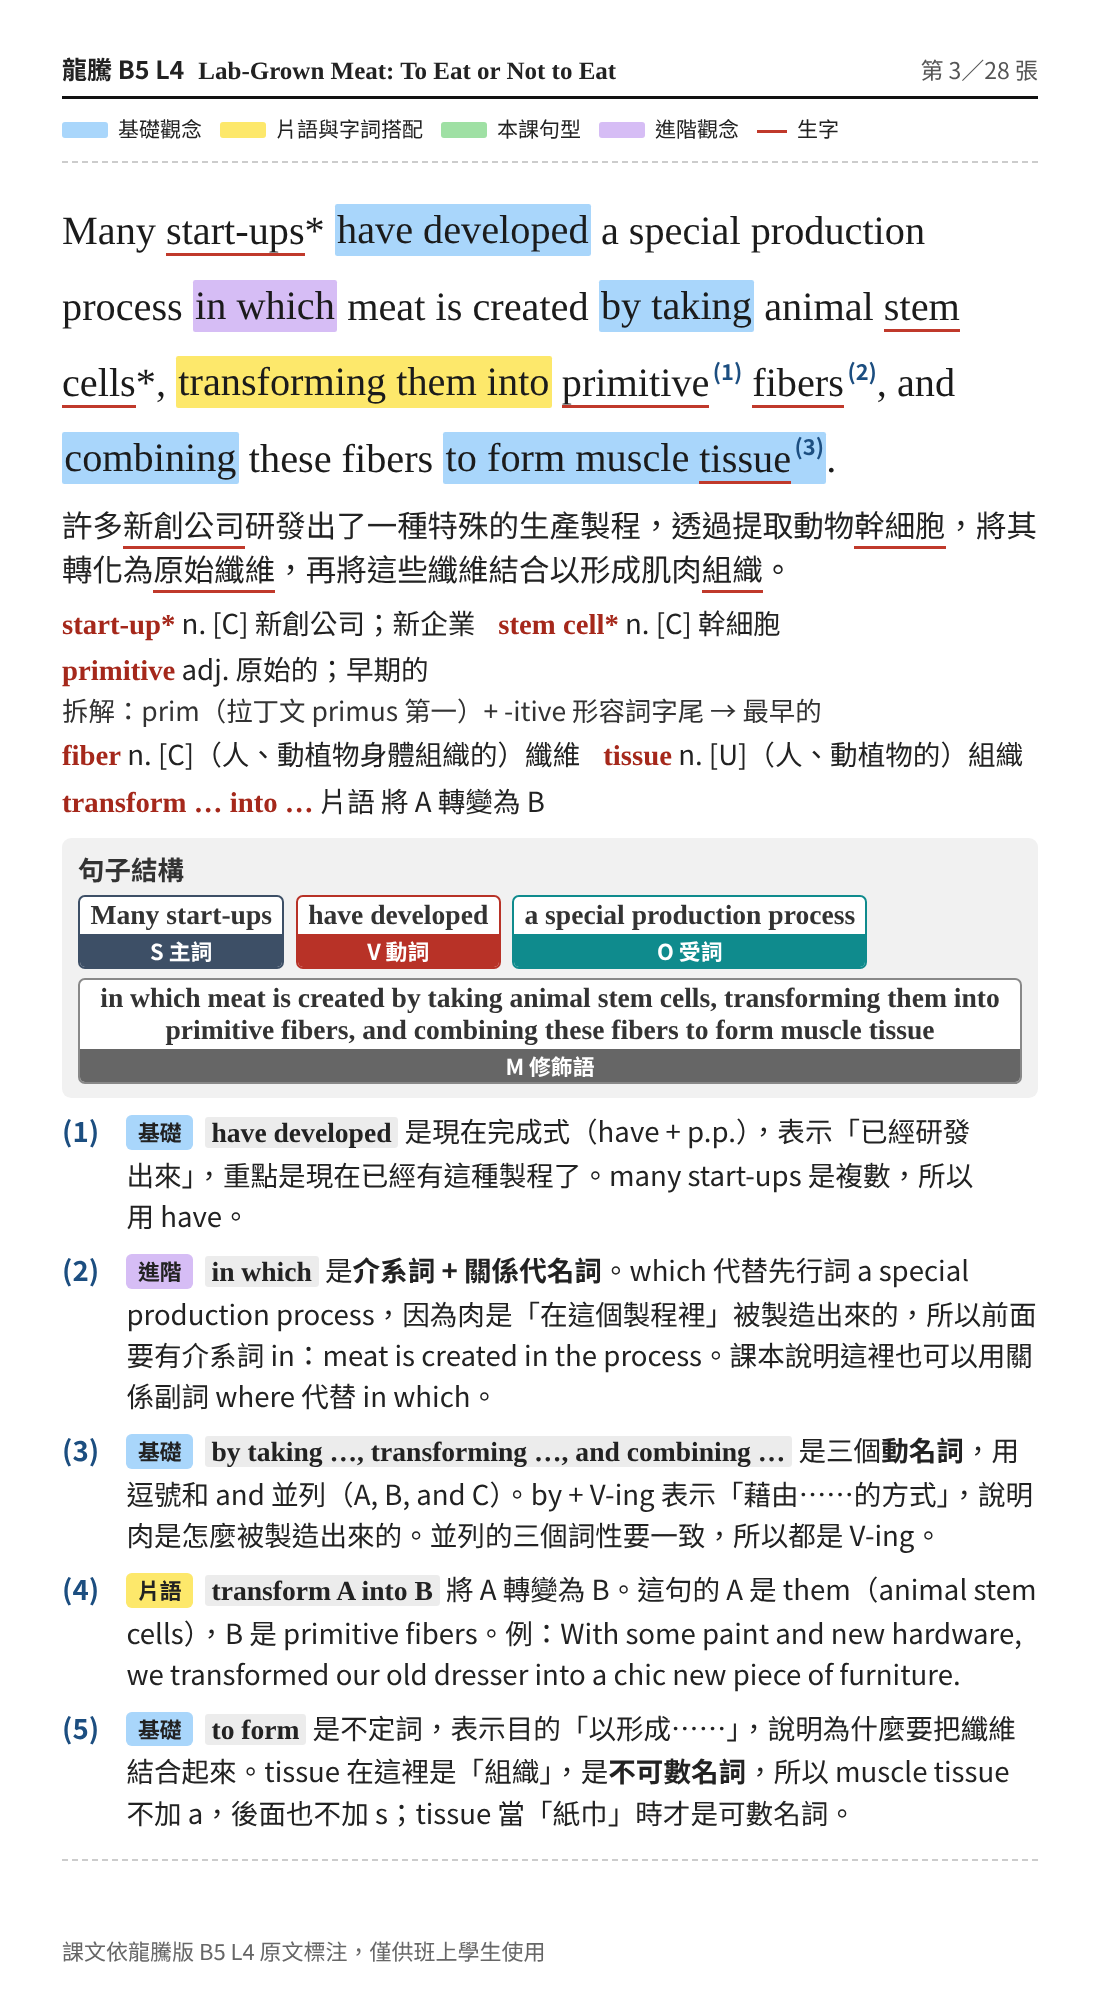 龍騰 B5 L4 Lab-Grown Meat: To Eat or Not to Eat 第 3／28 張
基礎觀念 片語與字詞搭配 本課句型 進階觀念 生字
Many start-ups* have developed a special production
process in which meat is created by taking animal stem
cells*, transforming them into primitive(1) fibers(2), and
combining these fibers to form muscle tissue(3).
許多新創公司研發出了一種特殊的生產製程，透過提取動物幹細胞，將其
轉化為原始纖維，再將這些纖維結合以形成肌肉組織。
start-up* n. [C] 新創公司；新企業 stem cell* n. [C] 幹細胞
primitive adj. 原始的；早期的
拆解：prim（拉丁文 primus 第一）+ -itive 形容詞字尾 → 最早的
fiber n. [C]（人、動植物身體組織的）纖維 tissue n. [U]（人、動植物的）組織
transform … into … 片語 將 A 轉變為 B
句子結構
Many start-ups have developed a special production process
S 主詞 V 動詞 O 受詞
in which meat is created by taking animal stem cells, transforming them into
primitive fibers, and combining these fibers to form muscle tissue
M 修飾語
(1) 基礎 have developed 是現在完成式（have + p.p.），表示「已經研發
出來」，重點是現在已經有這種製程了。many start-ups 是複數，所以
用 have。
(2) 進階 in which 是介系詞 + 關係代名詞。which 代替先行詞 a special
production process，因為肉是「在這個製程裡」被製造出來的，所以前面
要有介系詞 in：meat is created in the process。課本說明這裡也可以用關
係副詞 where 代替 in which。
(3) 基礎 by taking …, transforming …, and combining … 是三個動名詞，用
逗號和 and 並列（A, B, and C）。by + V-ing 表示「藉由……的方式」，說明
肉是怎麼被製造出來的。並列的三個詞性要一致，所以都是 V-ing。
(4) 片語 transform A into B 將 A 轉變為 B。這句的 A 是 them（animal stem
cells），B 是 primitive fibers。例：With some paint and new hardware,
we transformed our old dresser into a chic new piece of furniture.
(5) 基礎 to form 是不定詞，表示目的「以形成……」，說明為什麼要把纖維
結合起來。tissue 在這裡是「組織」，是不可數名詞，所以 muscle tissue
不加 a，後面也不加 s；tissue 當「紙巾」時才是可數名詞。
課文依龍騰版 B5 L4 原文標注，僅供班上學生使用